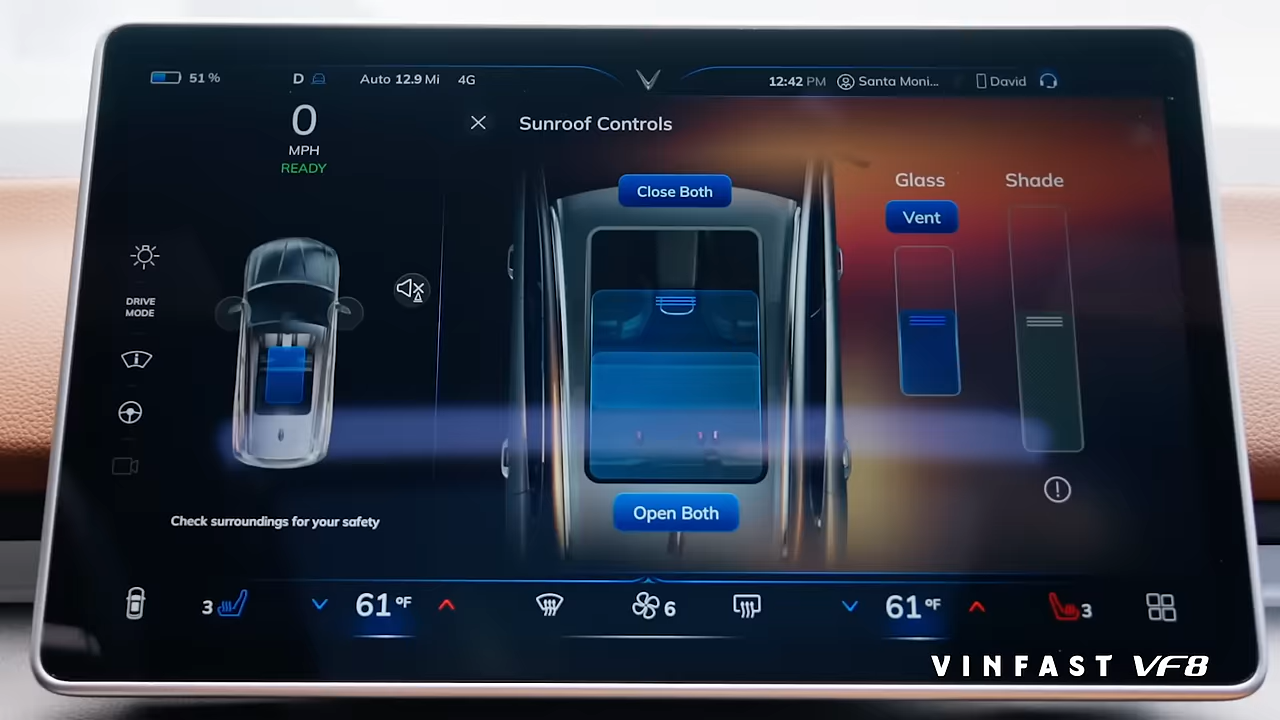 51 %
D
Auto 12.9 Mi
4G
12:42 PM
Santa Moni...
David
0
MPH
READY
Sunroof Controls
Close Both
Glass
Shade
Vent
DRIVE
MODE
Open Both
Check surroundings for your safety
3
61 °F
6
61 °F
3
VINFAST VF8